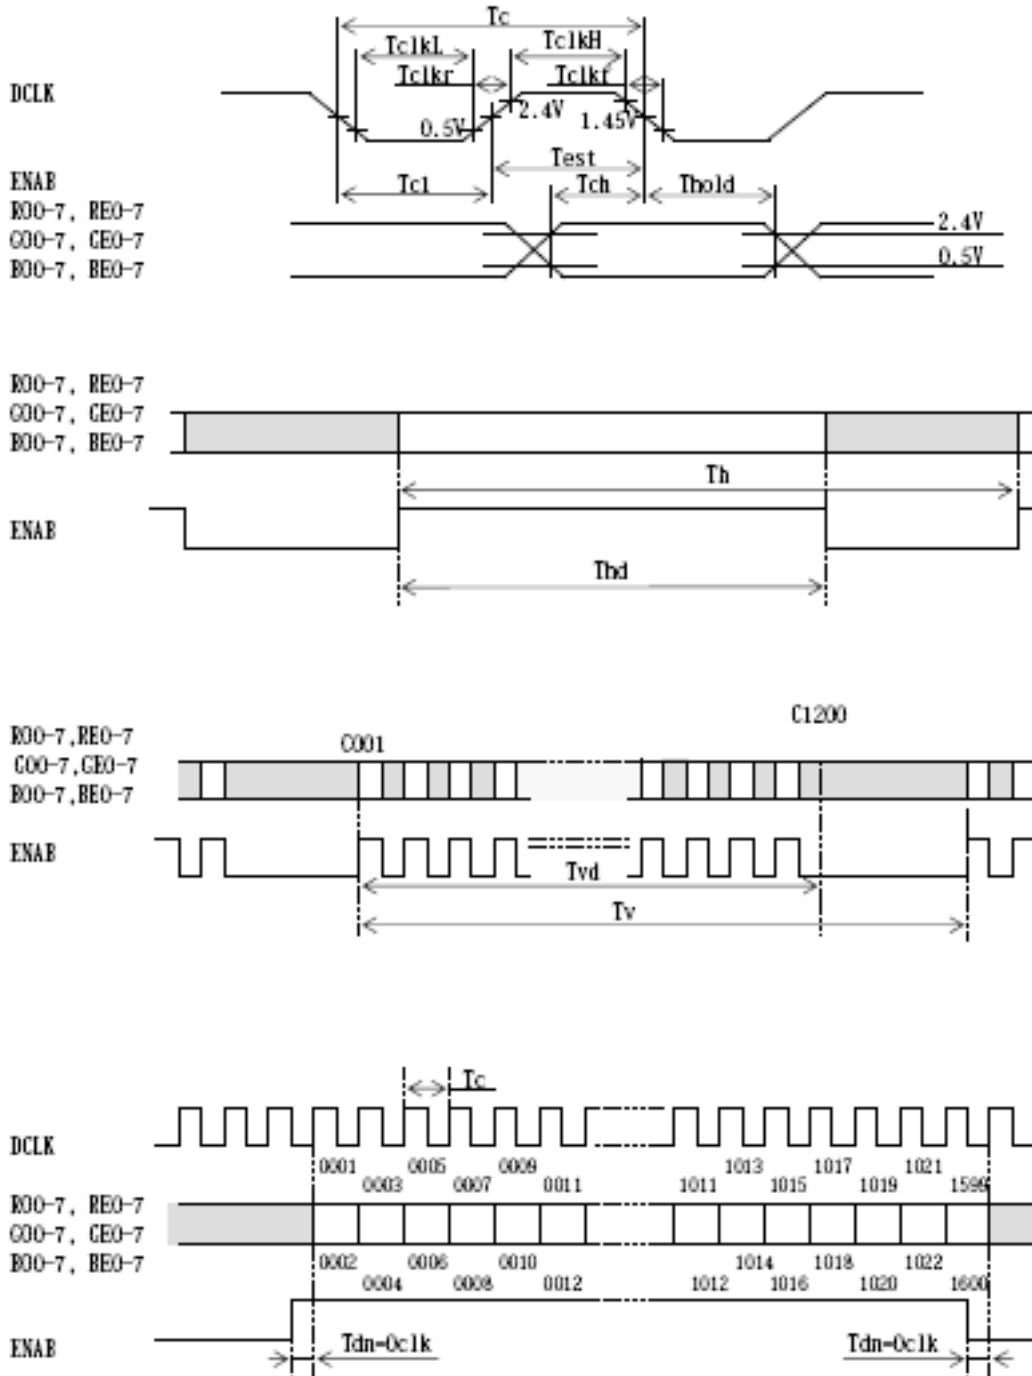 Tc
TclkL TclkH
Tclkr Tclkf
DCLK
2.4V
0.5V 1.45V
Test
ENAB
Tcl Tch Thold
RO0-7, RE0-7
GO0-7, GE0-7
BO0-7, BE0-7
2.4V
0.5V
RO0-7, RE0-7
GO0-7, GE0-7
BO0-7, BE0-7
Th
ENAB
Thd
C1200
RO0-7,RE0-7
C001
GO0-7,GE0-7
BO0-7,BE0-7
ENAB
Tvd
Tv
Tc
DCLK
0001 0005 0009 1013 1017 1021
0003 0007 0011 1011 1015 1019 1599
RO0-7, RE0-7
GO0-7, GE0-7
BO0-7, BE0-7
0002 0006 0010 1014 1018 1022
0004 0008 0012 1012 1016 1020 1600
ENAB
Tdn=0clk Tdn=0clk